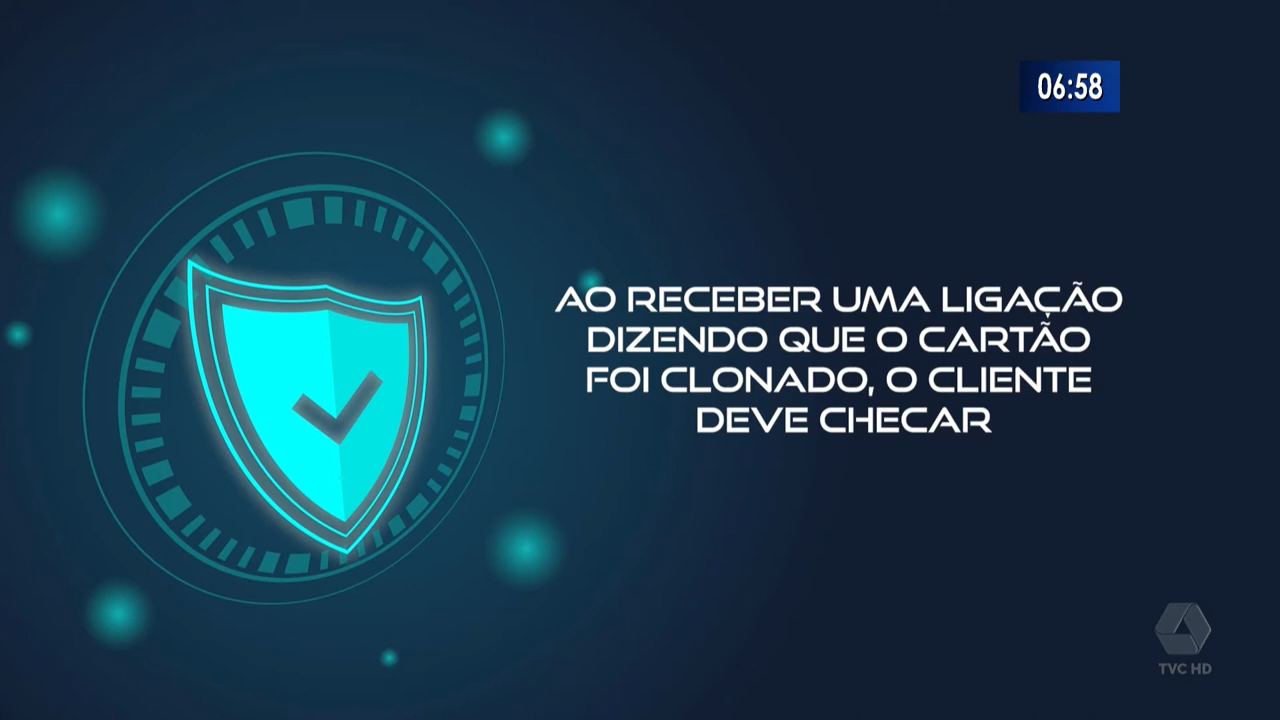 06:58
AO RECEBER UMA LIGAÇÃO
DIZENDO QUE O CARTÃO
FOI CLONADO, O CLIENTE
DEVE CHECAR
TVC HD